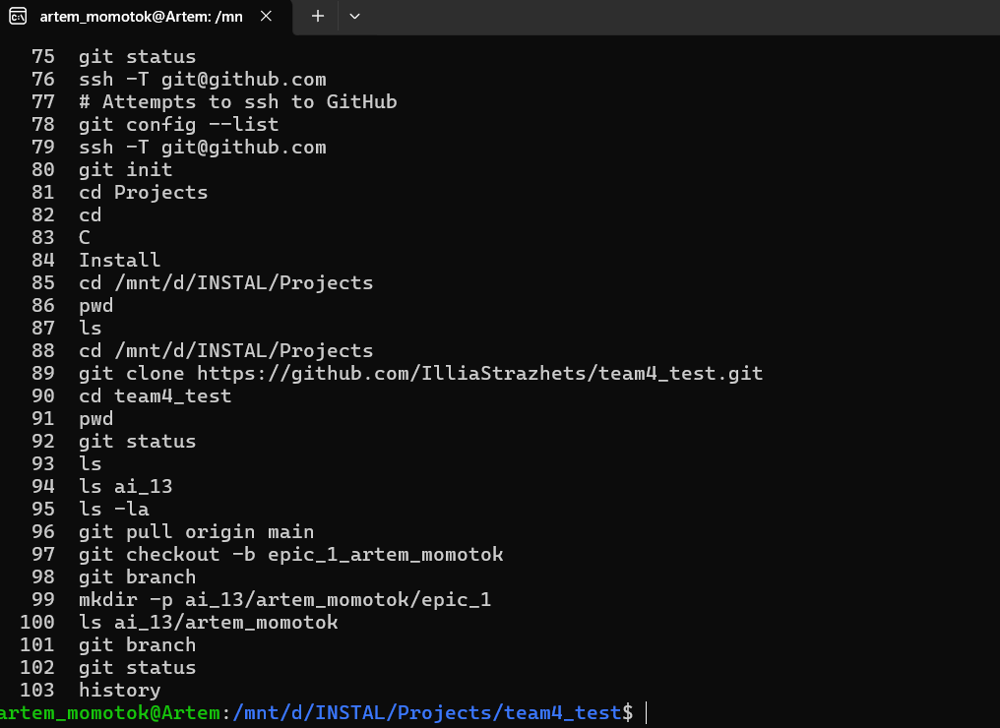 artem_momotok@Artem: /mn
75 git status
76 ssh -T git@github.com
77 # Attempts to ssh to GitHub
78 git config --list
79 ssh -T git@github.com
80 git init
81 cd Projects
82 cd
83 C
84 Install
85 cd /mnt/d/INSTAL/Projects
86 pwd
87 ls
88 cd /mnt/d/INSTAL/Projects
89 git clone https://github.com/IlliaStrazhets/team4_test.git
90 cd team4_test
91 pwd
92 git status
93 ls
94 ls ai_13
95 ls -la
96 git pull origin main
97 git checkout -b epic_1_artem_momotok
98 git branch
99 mkdir -p ai_13/artem_momotok/epic_1
100 ls ai_13/artem_momotok
101 git branch
102 git status
103 history
artem_momotok@Artem:/mnt/d/INSTAL/Projects/team4_test$